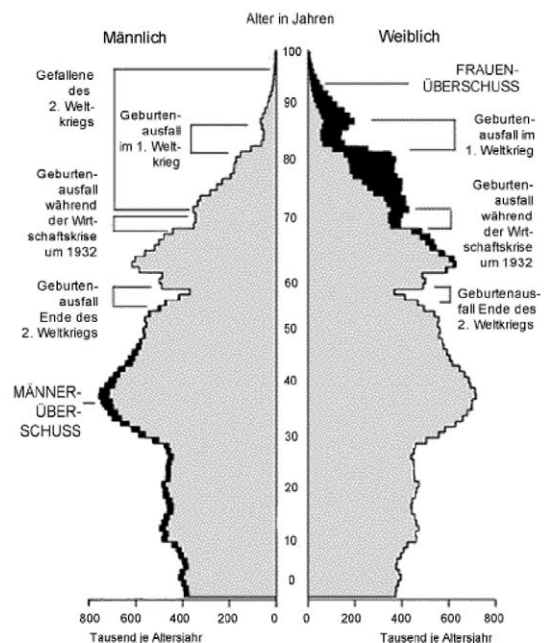 Alter in Jahren
Männlich
Weiblich
100
90
80
70
60
50
40
30
20
10
0
Gefallene
des
2. Welt-
kriegs
Geburten-
ausfall
im 1. Welt-
krieg
Geburten-
ausfall
während
der Wirt-
schaftskrise
um 1932
Geburten-
ausfall
Ende des
2. Weltkriegs
MÄNNER-
ÜBER-
SCHUSS
FRAUEN-
ÜBERSCHUSS
Geburten-
ausfall im
1. Weltkrieg
Geburten-
ausfall
während
der Wirt-
schaftskrise
um 1932
Geburtenaus-
fall Ende des
2. Weltkriegs
800 600 400 200 0
0 200 400 600 800
Tausend je Altersjahr
Tausend je Altersjahr